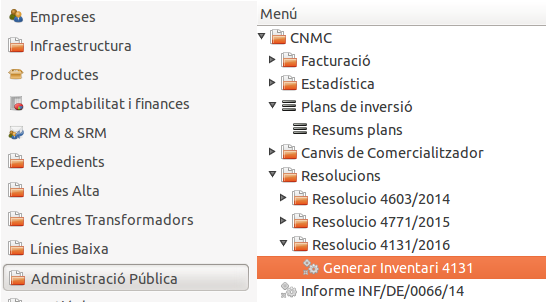 Empreses
Infraestructura
Productes
Comptabilitat i finances
CRM & SRM
Expedients
Línies Alta
Centres Transformadors
Línies Baixa
Administració Pública
Menú
CNMC
Facturació
Estadística
Plans de inversió
Resums plans
Canvis de Comercialitzador
Resolucions
Resolucio 4603/2014
Resolucio 4771/2015
Resolucio 4131/2016
Generar Inventari 4131
Informe INF/DE/0066/14